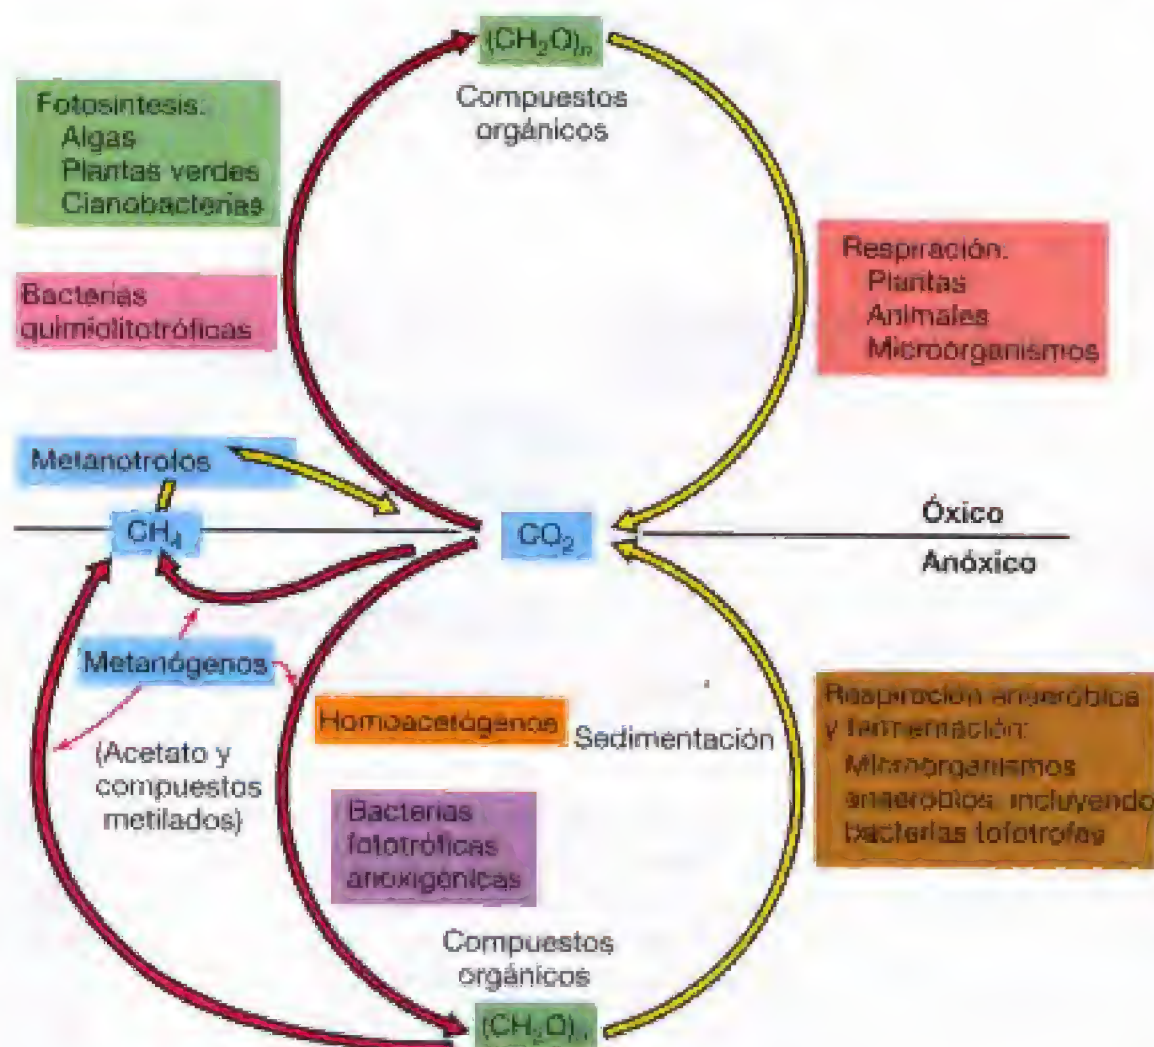 (CH₂O)ₙ
Compuestos
orgánicos
Fotosíntesis:
Algas
Plantas verdes
Cianobacterias
Bacterias
quimiolitotróficas
Respiración:
Plantas
Animales
Microorganismos
Metanotrofos
CH₄
CO₂
Óxico
Anóxico
Metanógenos
Homoacetógenos
Sedimentación
(Acetato y
compuestos
metilados)
Bacterias
fototróficas
anoxigénicas
Respiración anaeróbica
y fermentación:
Microorganismos
anaerobios, incluyendo
bacterias
Compuestos
orgánicos
(CH₂O)ₙ